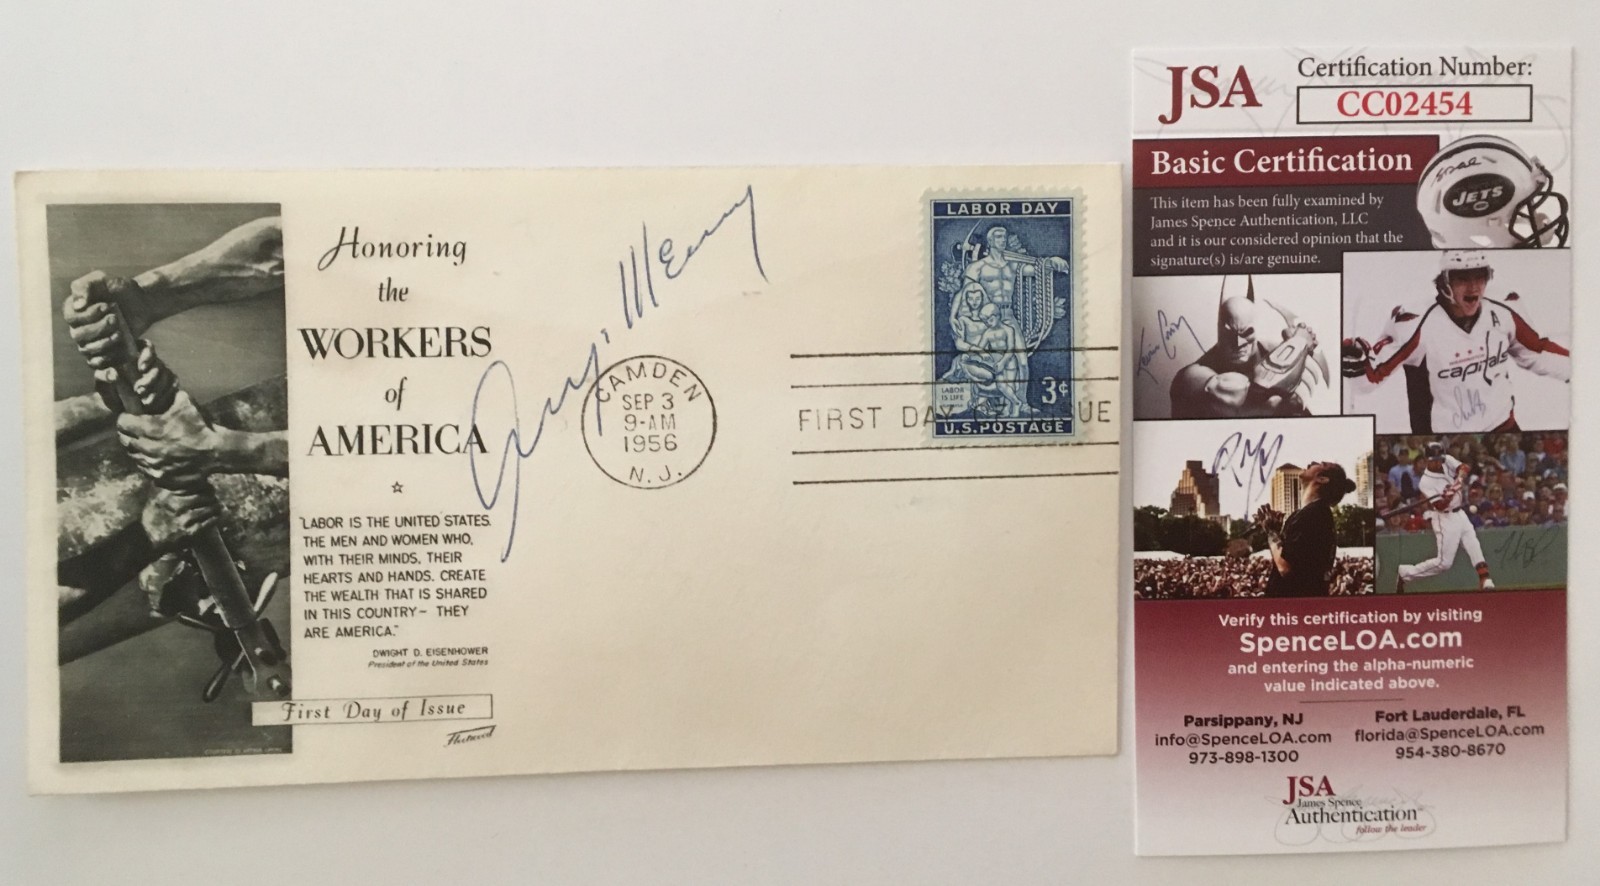 Honoring
the
WORKERS
of
AMERICA
"LABOR IS THE UNITED STATES.
THE MEN AND WOMEN WHO,
WITH THEIR MINDS, THEIR
HEARTS AND HANDS, CREATE
THE WEALTH THAT IS SHARED
IN THIS COUNTRY— THEY
ARE AMERICA."
DWIGHT D. EISENHOWER
President of the United States
First Day of Issue
Fleetwood
CAMDEN
SEP 3
9-AM
1956
N. J.
LABOR DAY
LABOR
IS LIFE
3¢
U.S. POSTAGE
FIRST DAY OF ISSUE
JSA
Certification Number:
CC02454
Basic Certification
This item has been fully examined by
James Spence Authentication, LLC
and it is our considered opinion that the
signature(s) is/are genuine.
JETS
capitals
A
Verify this certification by visiting
SpenceLOA.com
and entering the alpha-numeric
value indicated above.
Parsippany, NJ
info@SpenceLOA.com
973-898-1300
Fort Lauderdale, FL
florida@SpenceLOA.com
954-380-8670
JSA
James Spence
Authentication
follow the leader